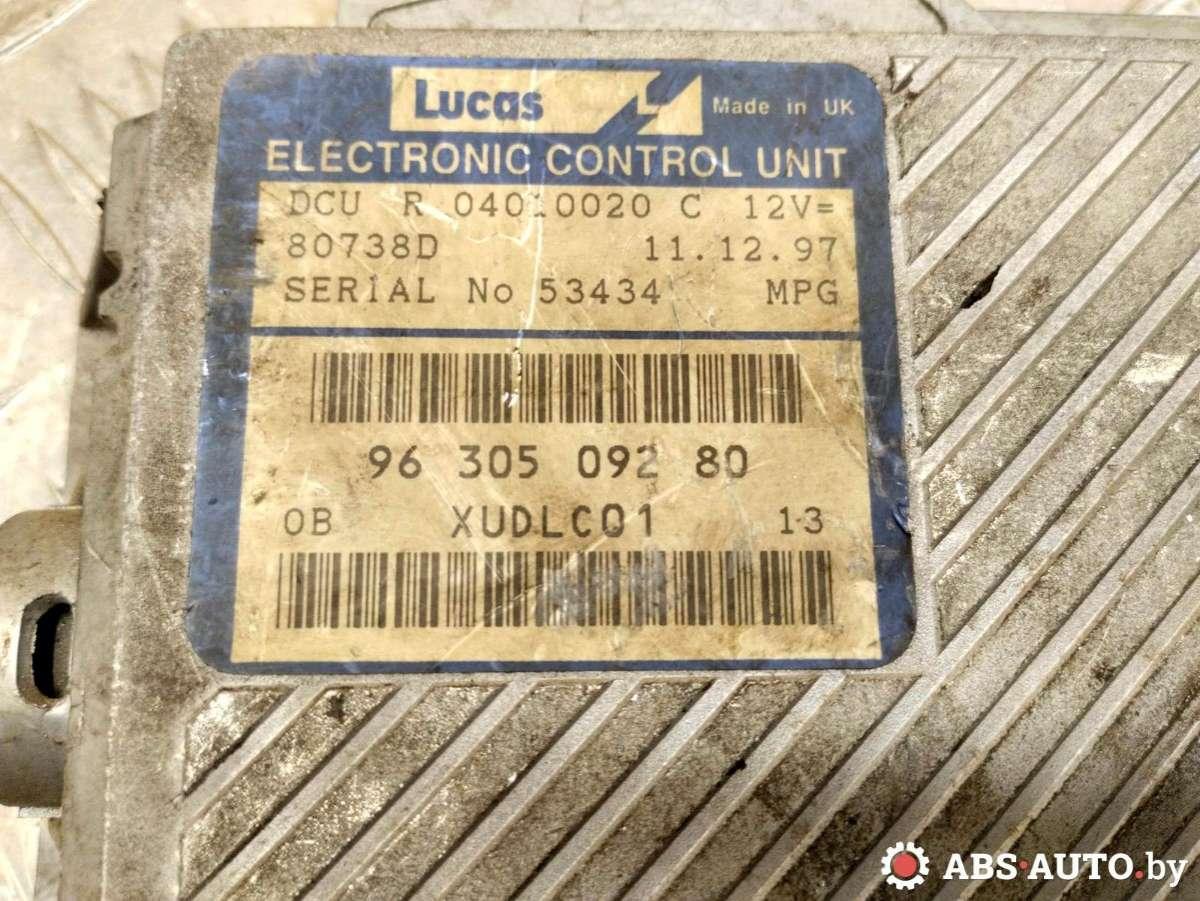 Lucas Made in UK
ELECTRONIC CONTROL UNIT
DCU R 04010020 C 12V=
80738D 11.12.97
SERIAL No 53434 MPG
96 305 092 80
0B XUDLC01 1-3
ABS-AUTO.by